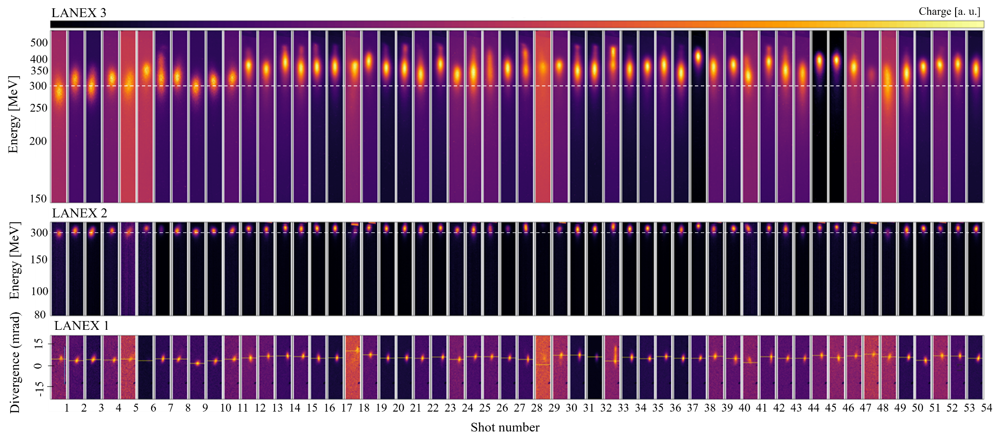 LANEX 3
Charge [a. u.]
Energy [MeV]
500
400
350
300
250
200
150
LANEX 2
Energy [MeV]
300
150
100
80
LANEX 1
Divergence (mrad)
15
0
-15
1 2 3 4 5 6 7 8 9 10 11 12 13 14 15 16 17 18 19 20 21 22 23 24 25 26 27 28 29 30 31 32 33 34 35 36 37 38 39 40 41 42 43 44 45 46 47 48 49 50 51 52 53 54
Shot number